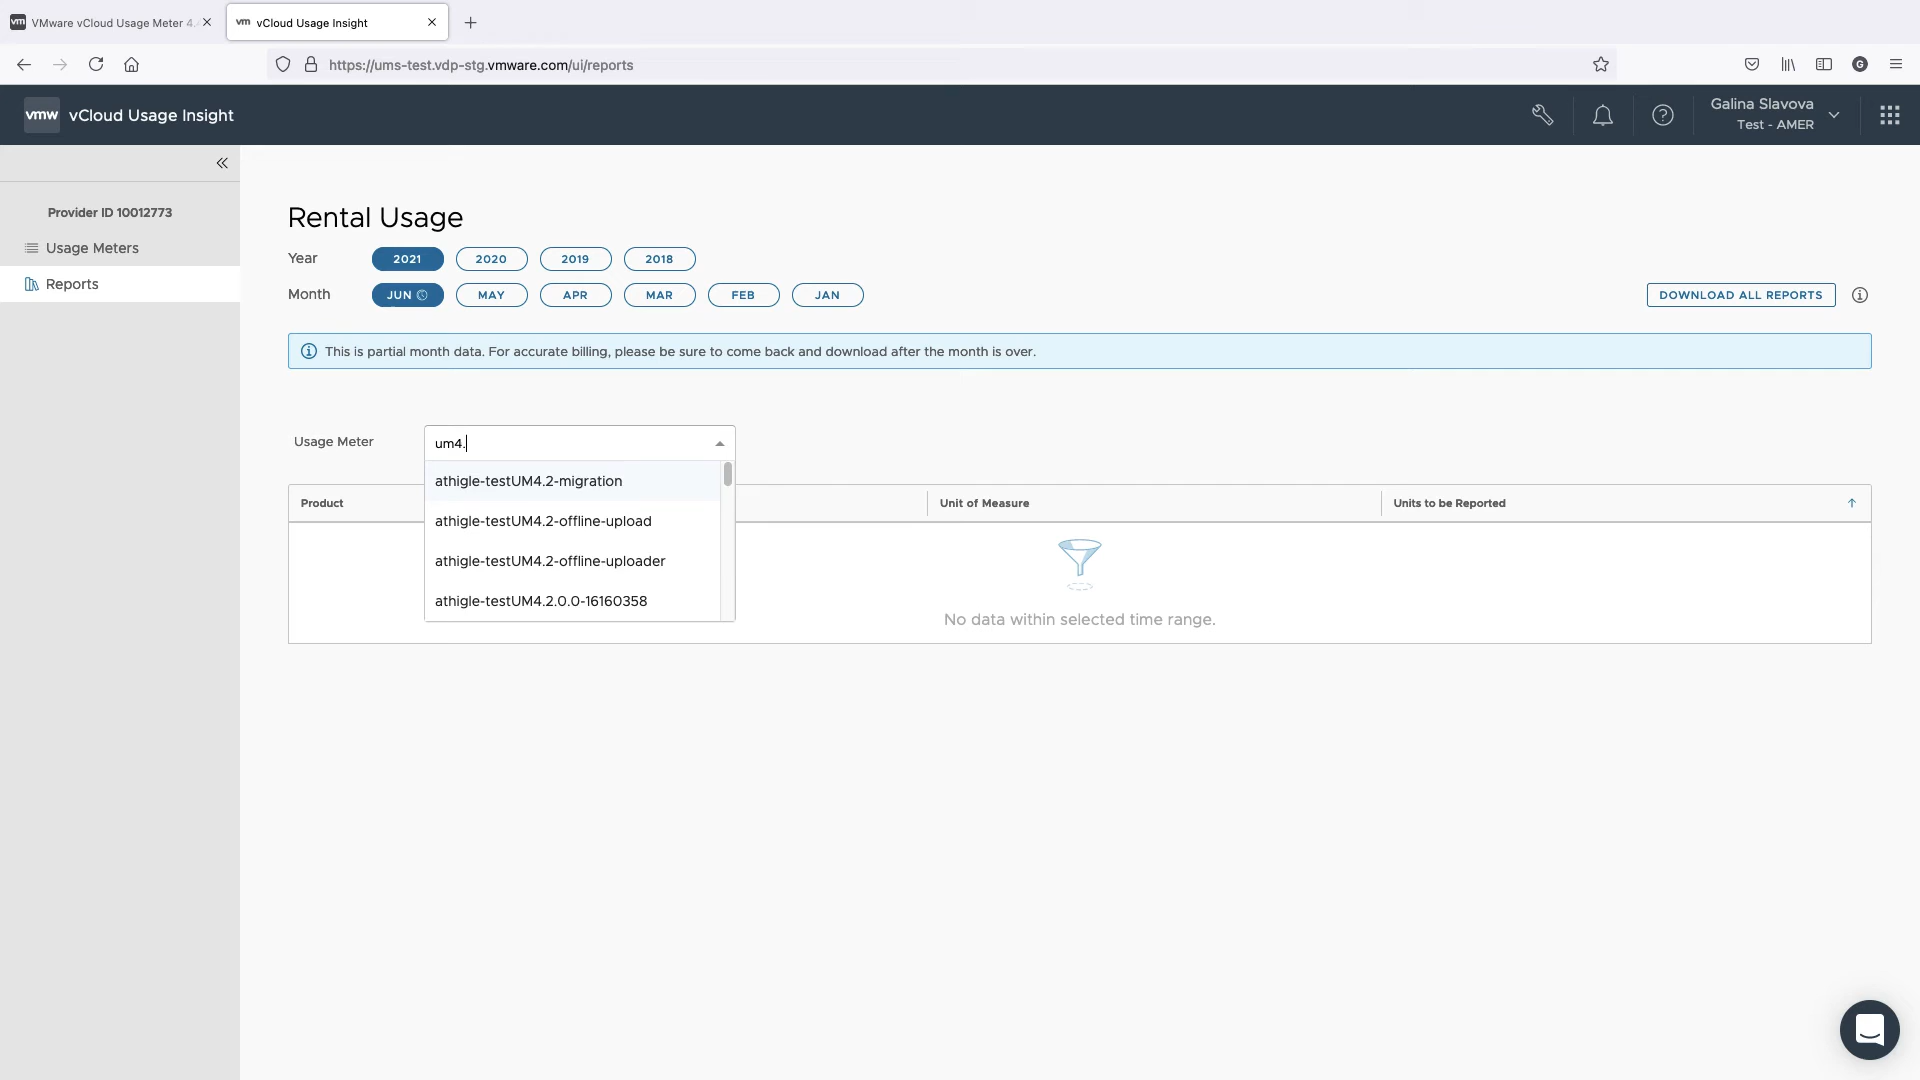 VMware vCloud Usage Meter 4.
vCloud Usage Insight
https://ums-test.vdp-stg.vmware.com/ui/reports
G
vmw vCloud Usage Insight
Galina Slavova
Test - AMER
Provider ID 10012773
Usage Meters
Reports
Rental Usage
Year 2021 2020 2019 2018
Month JUN MAY APR MAR FEB JAN
DOWNLOAD ALL REPORTS
This is partial month data. For accurate billing, please be sure to come back and download after the month is over.
Usage Meter um4.
athigle-testUM4.2-migration
athigle-testUM4.2-offline-upload
athigle-testUM4.2-offline-uploader
athigle-testUM4.2.0.0-16160358
Product Unit of Measure Units to be Reported
No data within selected time range.